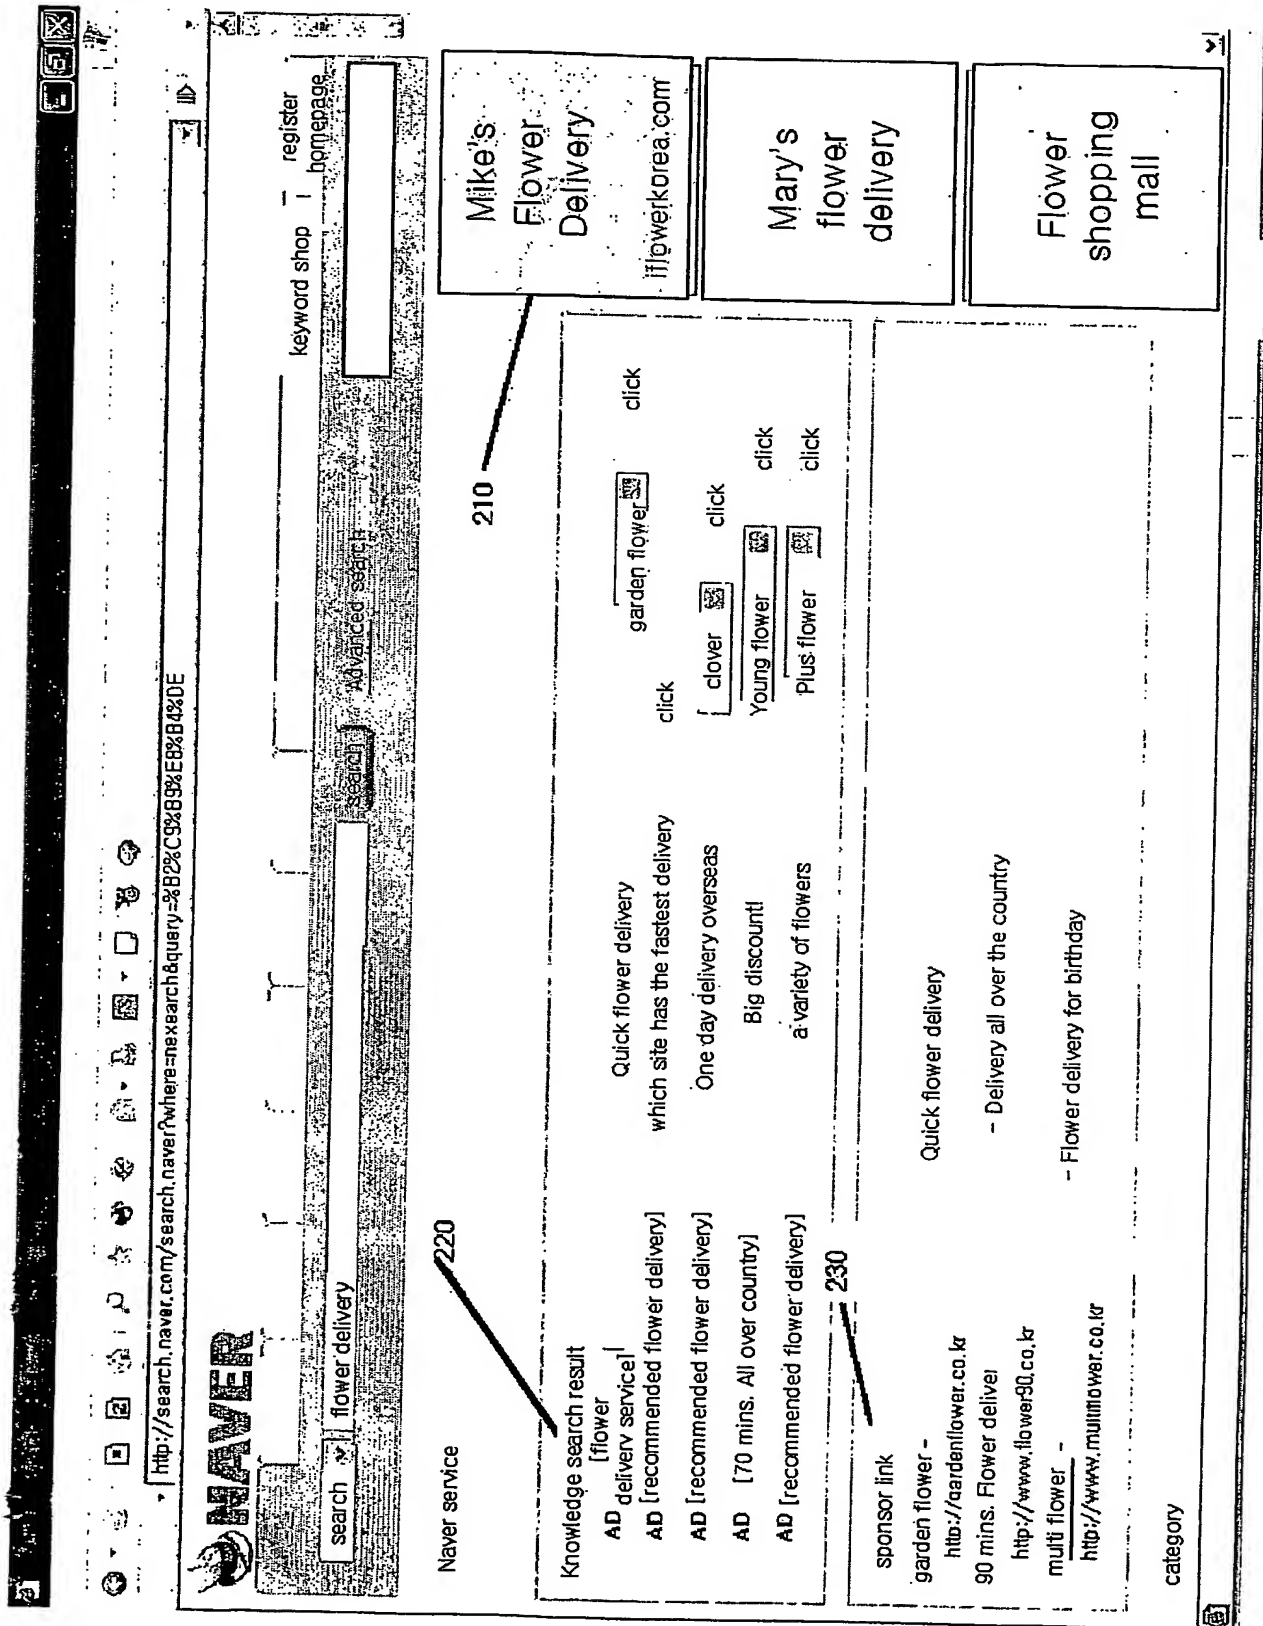 http://search.naver.com/search.naver?where=nexearch&query=%B2%C9%B9%E8%B4%DE
NAVER
keyword shop | register homepage
search flower delivery search Advanced search
Naver service
220
210
Mike's
Flower
Delivery
iflowerkorea.com
Mary's
flower
delivery
Flower
shopping
mall
Knowledge search result
AD [flower delivery service] Quick flower delivery garden flower click
AD [recommended flower delivery] which site has the fastest delivery click
AD [recommended flower delivery] One day delivery overseas clover click
AD [70 mins. All over country] Big discount! Young flower click
AD [recommended flower delivery] a variety of flowers Plus flower click
230
sponsor link
garden flower - Quick flower delivery
http://gardenflower.co.kr
90 mins. Flower deliver - Delivery all over the country
http://www.flower90.co.kr
multi flower - - Flower delivery for birthday
http://www.multiflower.co.kr
category